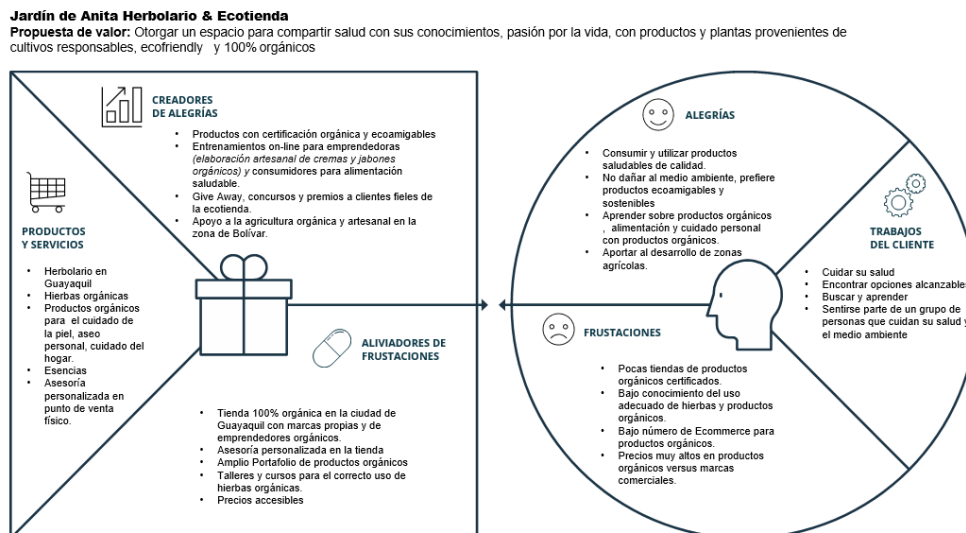 Jardín de Anita Herbolario & Ecotienda
Propuesta de valor: Otorgar un espacio para compartir salud con sus conocimientos, pasión por la vida, con productos y plantas provenientes de
cultivos responsables, ecofriendly y 100% orgánicos
CREADORES
DE ALEGRÍAS
• Productos con certificación orgánica y ecoamigables
• Entrenamientos on-line para emprendedoras
(elaboración artesanal de cremas y jabones
orgánicos) y consumidores para alimentación
saludable.
• Give Away, concursos y premios a clientes fieles de
la ecotienda.
• Apoyo a la agricultura orgánica y artesanal en la
zona de Bolívar.
PRODUCTOS
Y SERVICIOS
• Herbolario en
Guayaquil
• Hierbas orgánicas
• Productos orgánicos
para el cuidado de
la piel, aseo
personal, cuidado del
hogar.
• Esencias
• Asesoría
personalizada en
punto de venta
físico.
ALIVIADORES DE
FRUSTACIONES
• Tienda 100% orgánica en la ciudad de
Guayaquil con marcas propias y de
emprendedores orgánicos.
• Asesoría personalizada en la tienda
• Amplio Portafolio de productos orgánicos
• Talleres y cursos para el correcto uso de
hierbas orgánicas.
• Precios accesibles
ALEGRÍAS
• Consumir y utilizar productos
saludables de calidad.
• No dañar al medio ambiente, prefiere
productos ecoamigables y
sostenibles
• Aprender sobre productos orgánicos
, alimentación y cuidado personal
con productos orgánicos.
• Aportar al desarrollo de zonas
agrícolas.
TRABAJOS
DEL CLIENTE
• Cuidar su salud
• Encontrar opciones alcanzables
• Buscar y aprender
• Sentirse parte de un grupo de
personas que cuidan su salud y
el medio ambiente
FRUSTACIONES
• Pocas tiendas de productos
orgánicos certificados.
• Bajo conocimiento del uso
adecuado de hierbas y productos
orgánicos.
• Bajo número de Ecommerce para
productos orgánicos.
• Precios muy altos en productos
orgánicos versus marcas
comerciales.